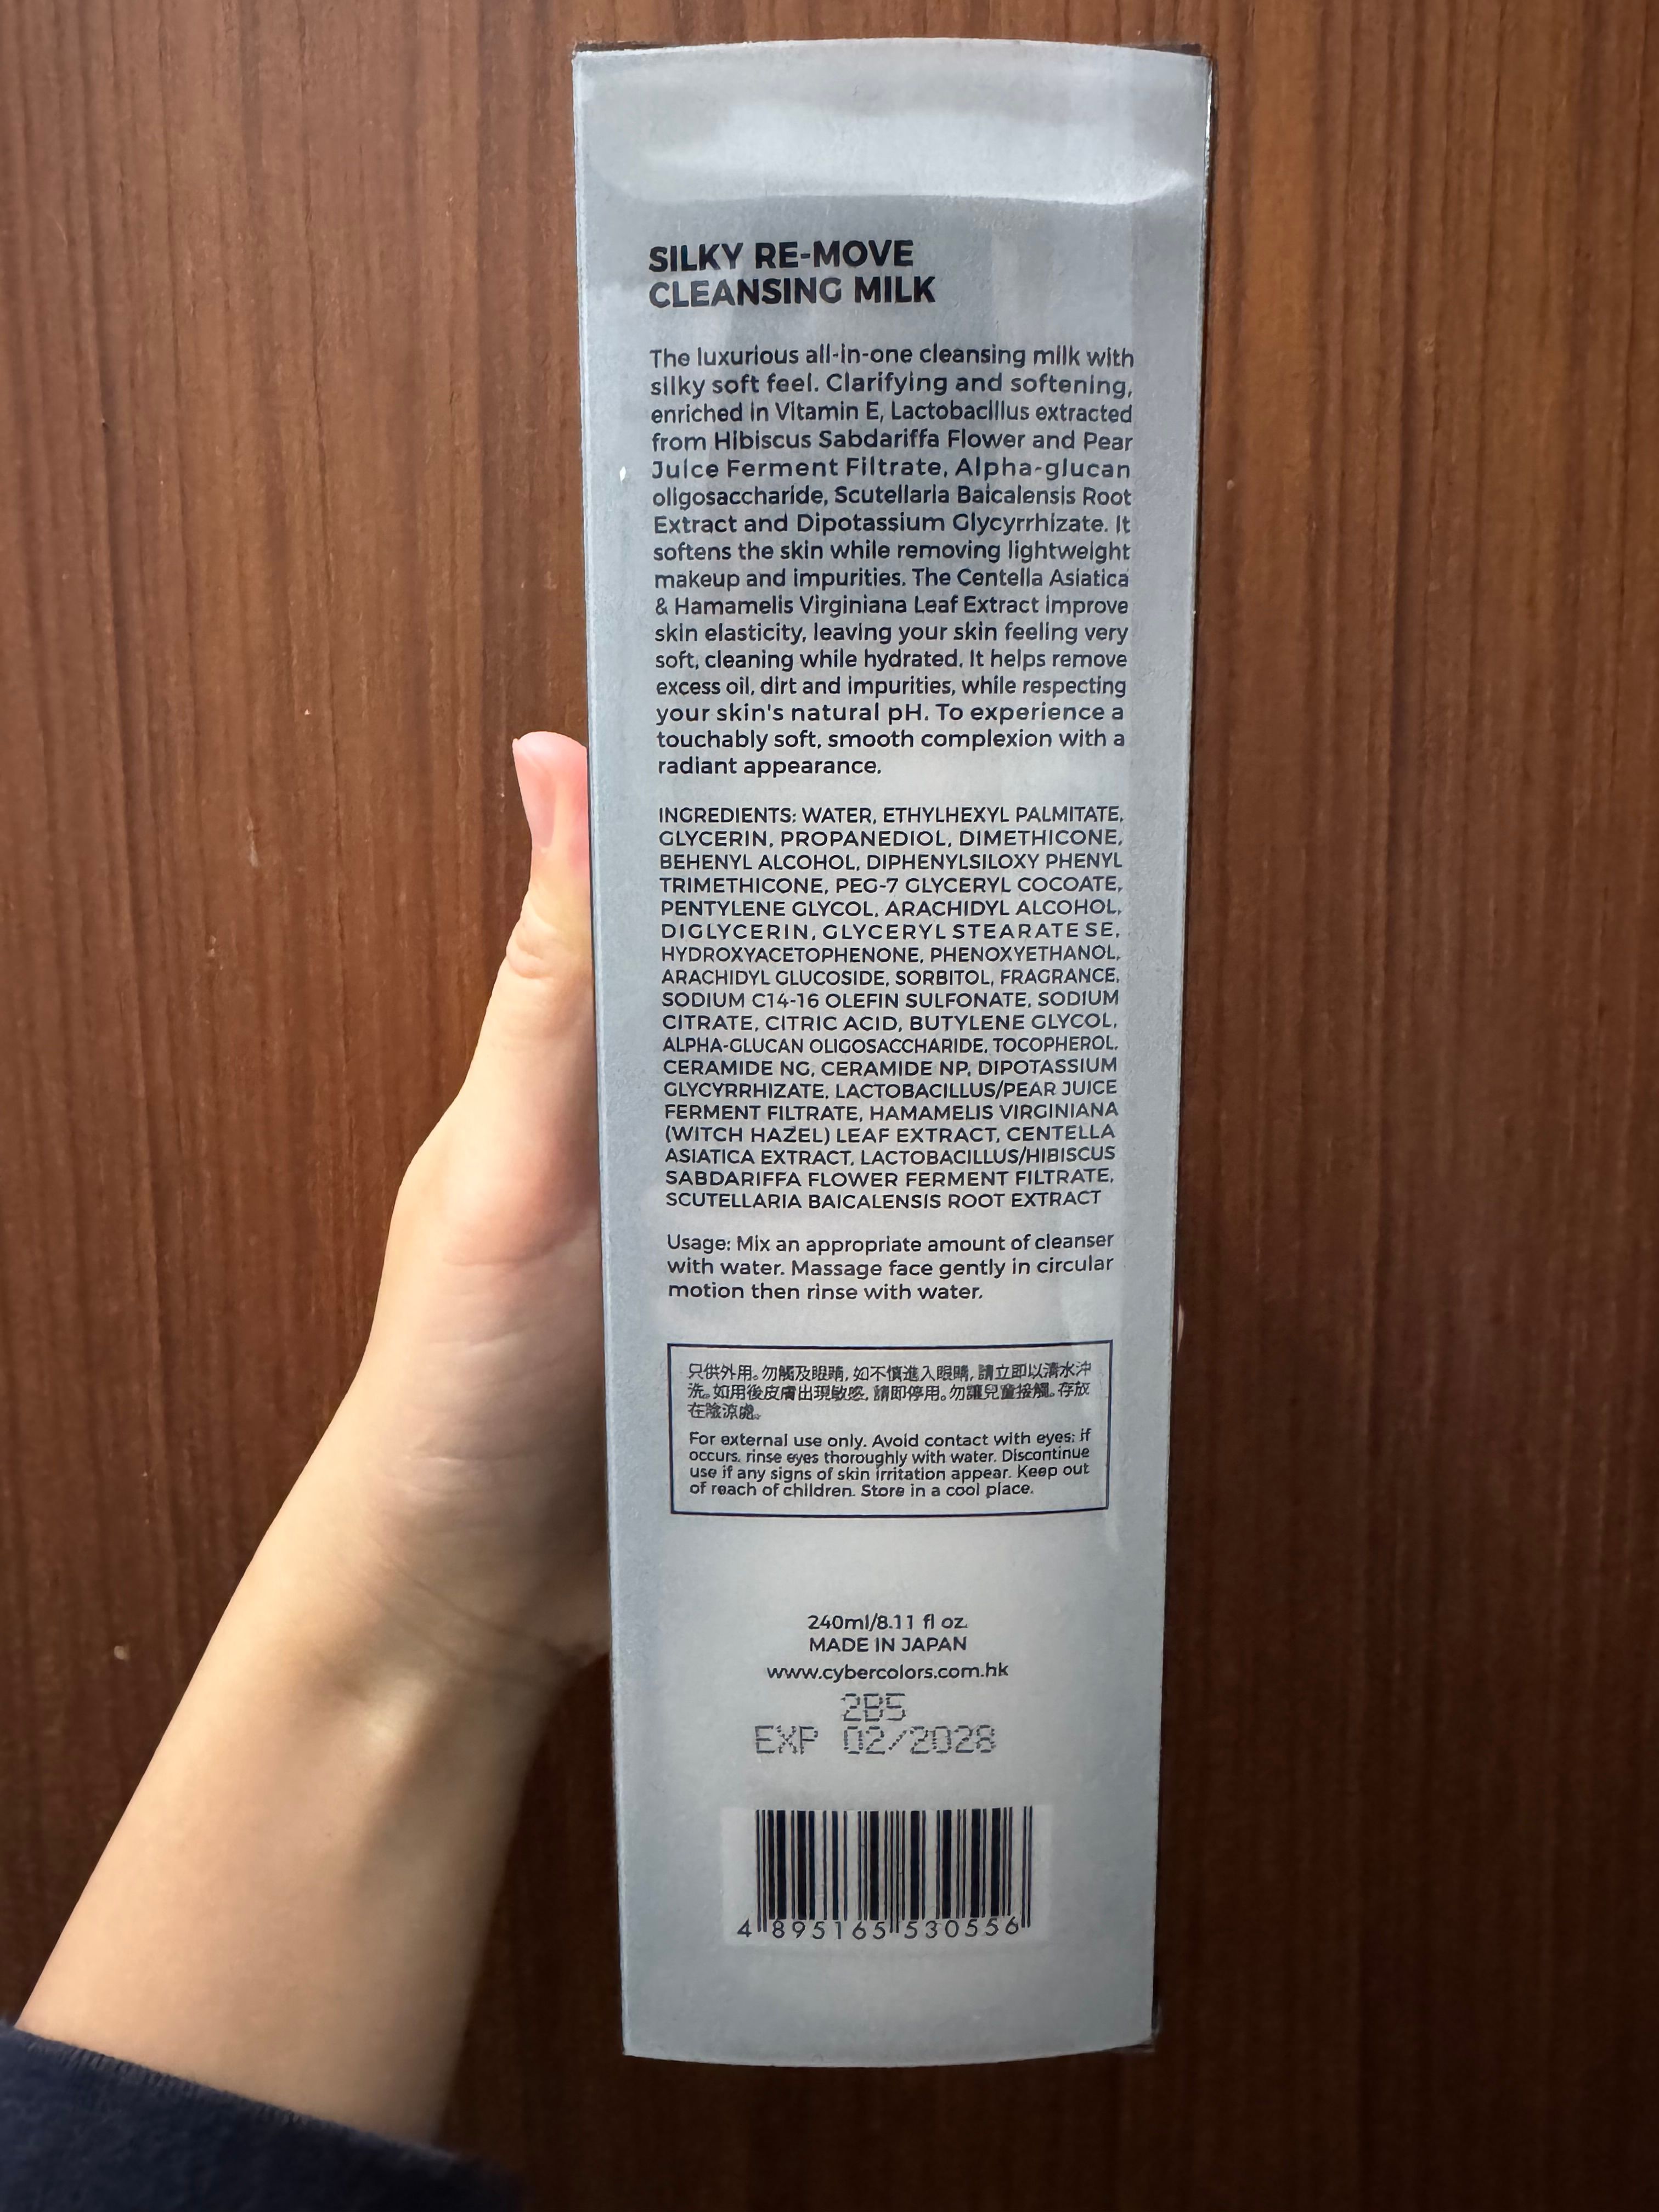 SILKY RE-MOVE
CLEANSING MILK
The luxurious all-in-one cleansing milk with
silky soft feel. Clarifying and softening,
enriched in Vitamin E, Lactobacillus extracted
from Hibiscus Sabdariffa Flower and Pear
Juice Ferment Filtrate, Alpha-glucan
oligosaccharide, Scutellaria Baicalensis Root
Extract and Dipotassium Glycyrrhizate. It
softens the skin while removing lightweight
makeup and impurities. The Centella Asiatica
& Hamamelis Virginiana Leaf Extract improve
skin elasticity, leaving your skin feeling very
soft, cleaning while hydrated. It helps remove
excess oil, dirt and impurities, while respecting
your skin's natural pH. To experience a
touchably soft, smooth complexion with a
radiant appearance.
INGREDIENTS: WATER, ETHYLHEXYL PALMITATE,
GLYCERIN, PROPANEDIOL, DIMETHICONE,
BEHENYL ALCOHOL, DIPHENYLSILOXY PHENYL
TRIMETHICONE, PEG-7 GLYCERYL COCOATE,
PENTYLENE GLYCOL, ARACHIDYL ALCOHOL,
DIGLYCERIN, GLYCERYL STEARATE SE,
HYDROXYACETOPHENONE, PHENOXYETHANOL,
ARACHIDYL GLUCOSIDE, SORBITOL, FRAGRANCE,
SODIUM C14-16 OLEFIN SULFONATE, SODIUM
CITRATE, CITRIC ACID, BUTYLENE GLYCOL,
ALPHA-GLUCAN OLIGOSACCHARIDE, TOCOPHEROL,
CERAMIDE NG, CERAMIDE NP, DIPOTASSIUM
GLYCYRRHIZATE, LACTOBACILLUS/PEAR JUICE
FERMENT FILTRATE, HAMAMELIS VIRGINIANA
(WITCH HAZEL) LEAF EXTRACT, CENTELLA
ASIATICA EXTRACT, LACTOBACILLUS/HIBISCUS
SABDARIFFA FLOWER FERMENT FILTRATE,
SCUTELLARIA BAICALENSIS ROOT EXTRACT
Usage: Mix an appropriate amount of cleanser
with water. Massage face gently in circular
motion then rinse with water.
只供外用。勿觸及眼睛, 如不慎進入眼睛, 請立即以清水沖
洗。如用後皮膚出現敏感, 請即停用。勿讓兒童接觸。存放
在陰涼處。
For external use only. Avoid contact with eyes: if
occurs, rinse eyes thoroughly with water. Discontinue
use if any signs of skin irritation appear. Keep out
of reach of children. Store in a cool place.
240ml/8.11 fl oz.
MADE IN JAPAN
www.cybercolors.com.hk
2B5
EXP 02/2028
4 895165 530556